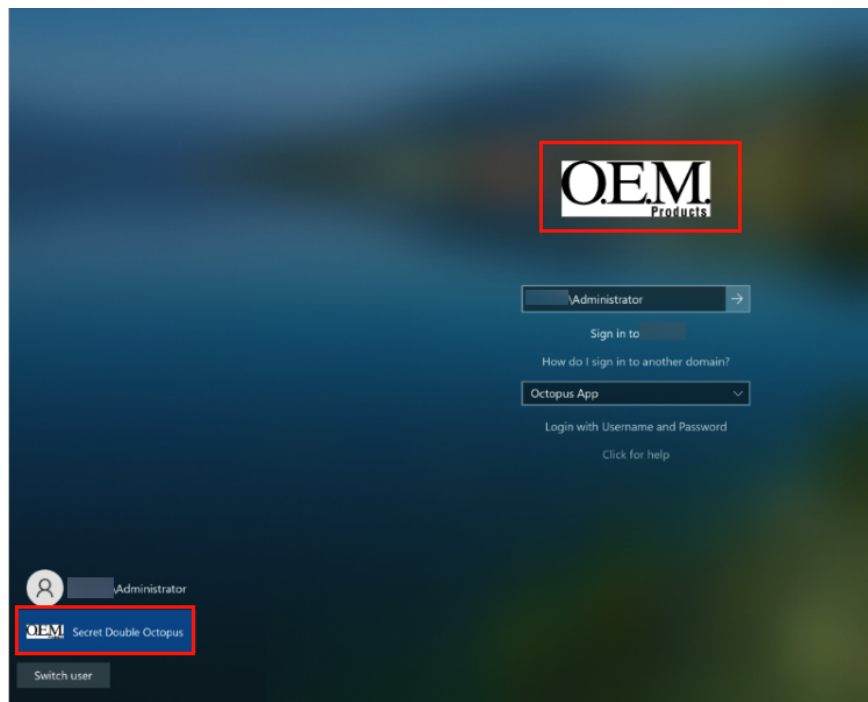 O.E.M.
Products
\Administrator
Sign in to
How do I sign in to another domain?
Octopus App
Login with Username and Password
Click for help
\Administrator
O.E.M. Secret Double Octopus
Switch user